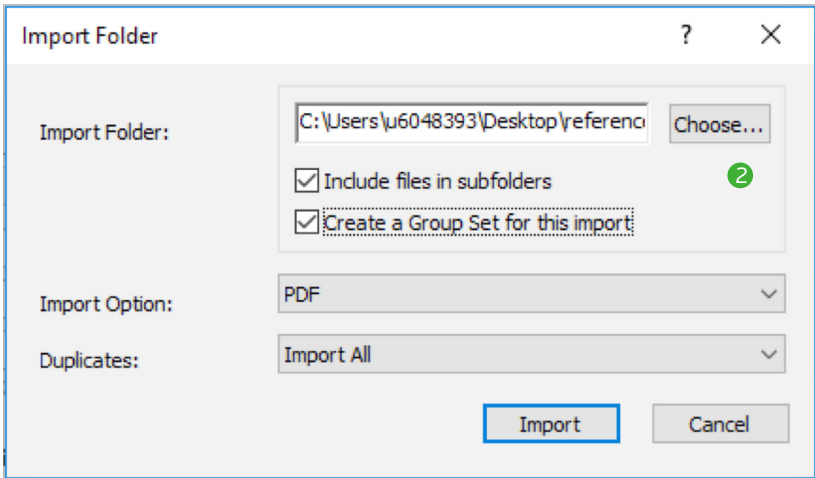 Import Folder ? X
Import Folder: C:\Users\u6048393\Desktop\reference Choose...
Include files in subfolders 2
Create a Group Set for this import
Import Option: PDF
Duplicates: Import All
Import Cancel